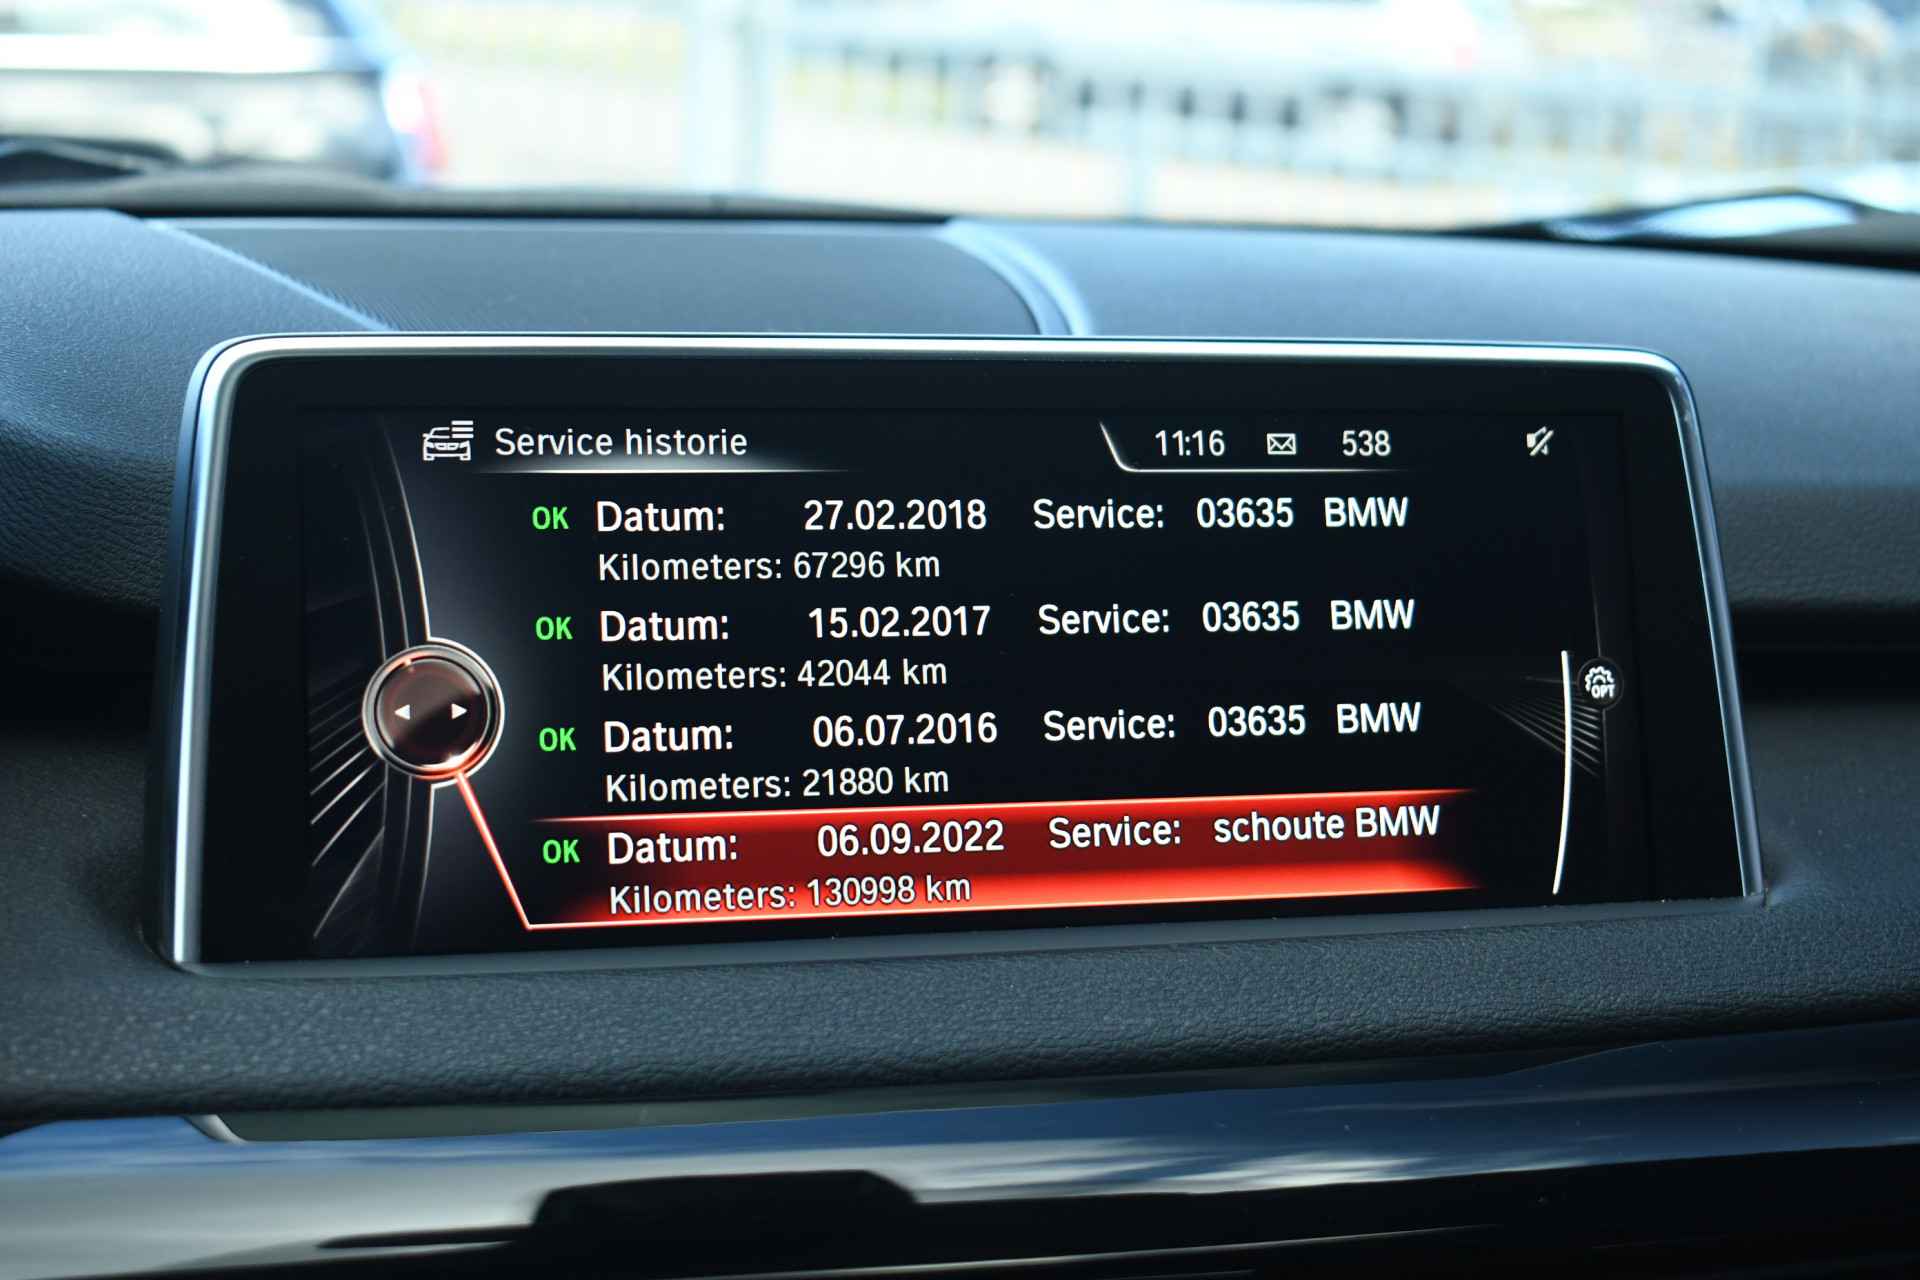 Service historie
11:16 538
OK Datum: 27.02.2018 Service: 03635 BMW
Kilometers: 67296 km
OK Datum: 15.02.2017 Service: 03635 BMW
Kilometers: 42044 km
OK Datum: 06.07.2016 Service: 03635 BMW
Kilometers: 21880 km
OK Datum: 06.09.2022 Service: schoute BMW
Kilometers: 130998 km
OPT